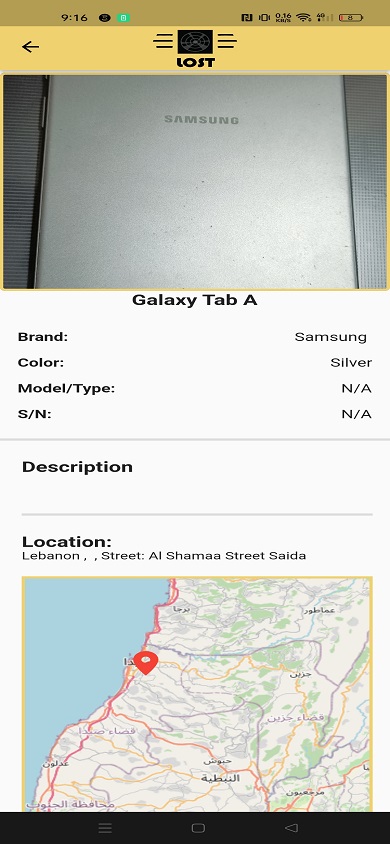 9:16
0.16
KB/S
4G
8
LOST
SAMSUNG
Galaxy Tab A
Brand: Samsung
Color: Silver
Model/Type: N/A
S/N: N/A
Description
Location:
Lebanon , , Street: Al Shamaa Street Saida
برجا
عماطور
جزين
قضاء جزين
قضاء صيدا
حبوش
عدلون
النبطية
مرجعيون
محافظة الجنوب